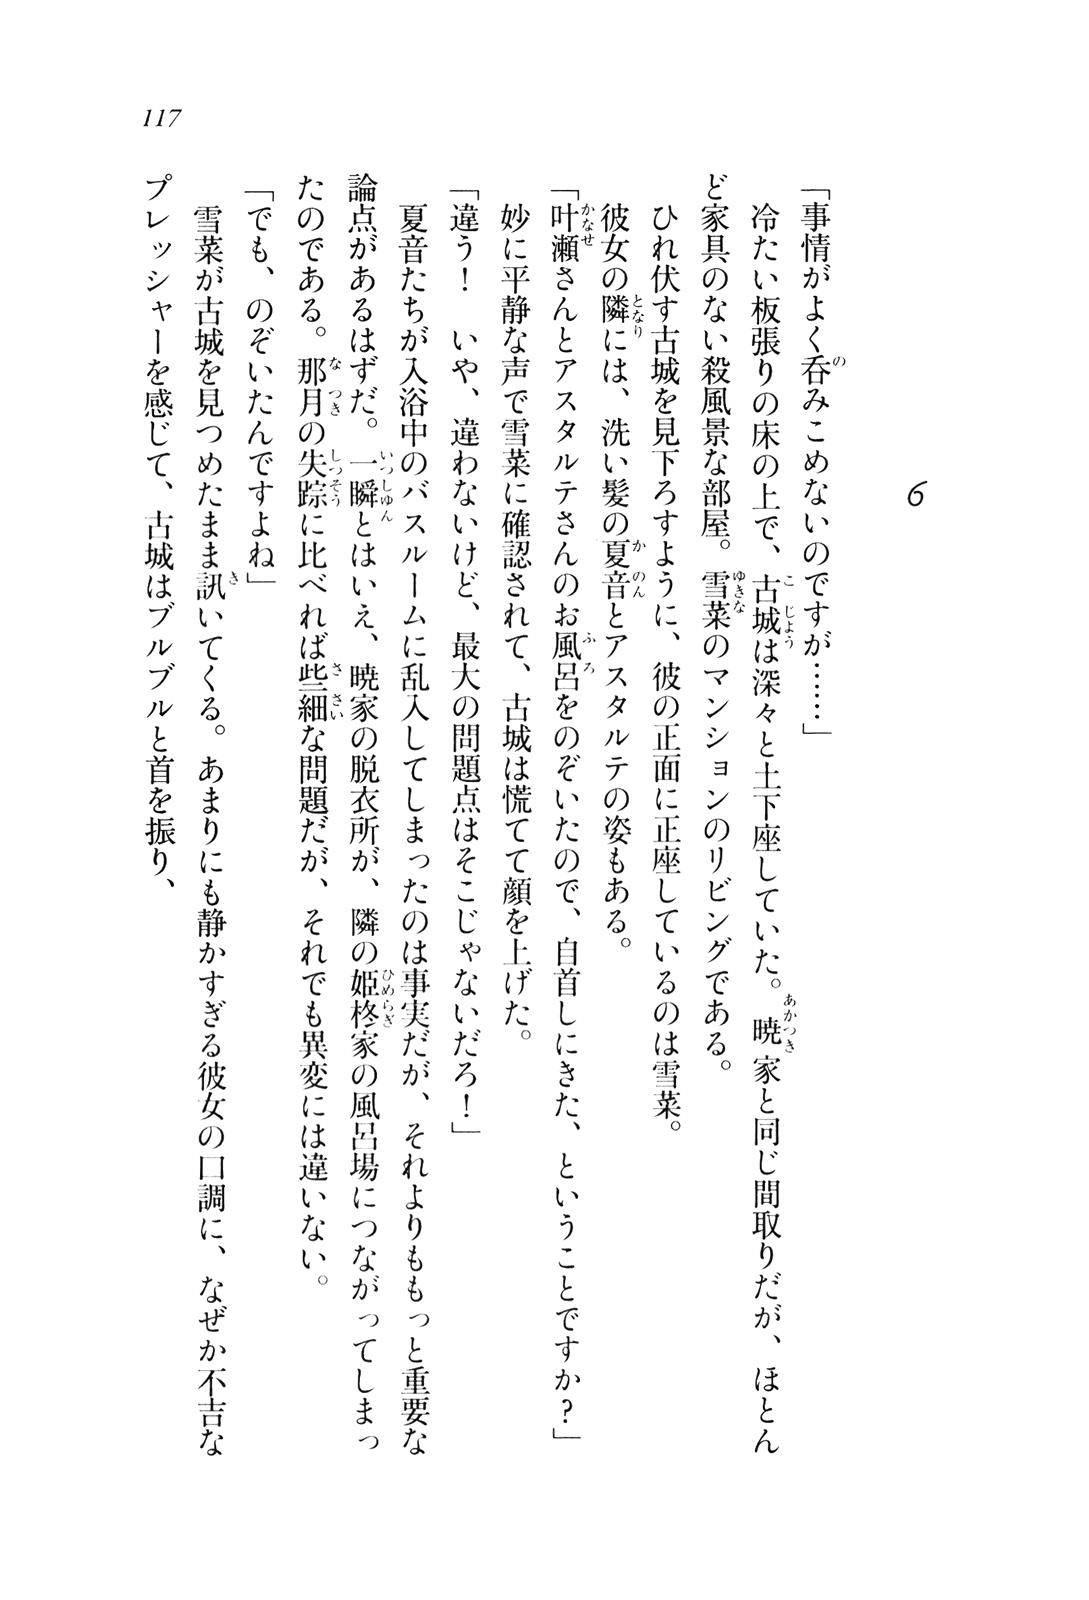 117
6
「事情がよく呑みこめないのですが……」
　冷たい板張りの床の上で、古城は深々と土下座していた。暁家と同じ間取りだが、ほとん
ど家具のない殺風景な部屋。雪菜のマンションのリビングである。
　ひれ伏す古城を見下ろすように、彼の正面に正座しているのは雪菜。
　彼女の隣には、洗い髪の夏音とアスタルテの姿もある。
「叶瀬さんとアスタルテさんのお風呂をのぞいたので、自首しにきた、ということですか？」
　妙に平静な声で雪菜に確認されて、古城は慌てて顔を上げた。
「違う！　いや、違わないけど、最大の問題点はそこじゃないだろ！」
　夏音たちが入浴中のバスルームに乱入してしまったのは事実だが、それよりももっと重要な
論点があるはずだ。一瞬とはいえ、暁家の脱衣所が、隣の姫柊家の風呂場につながってしまっ
たのである。那月の失踪に比べれば些細な問題だが、それでも異変には違いない。
「でも、のぞいたんですよね」
　雪菜が古城を見つめたまま訊いてくる。あまりにも静かすぎる彼女の口調に、なぜか不吉な
プレッシャーを感じて、古城はブルブルと首を振り、